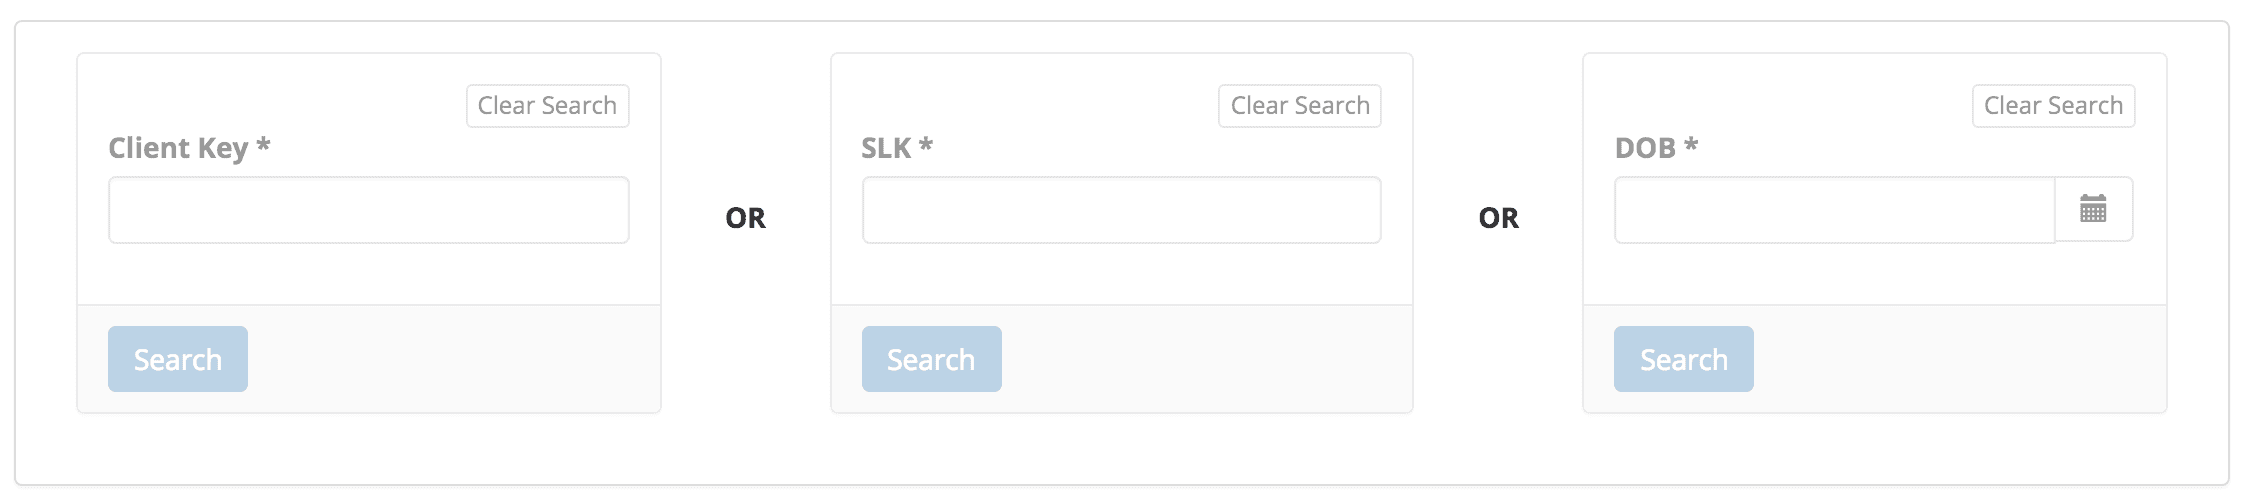 Clear Search
Client Key *
Search
OR
Clear Search
SLK *
Search
OR
Clear Search
DOB *
Search